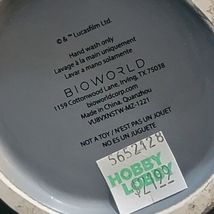 © & ™ Lucasfilm Ltd.
Hand wash only
Lavage à la main uniquement
Lavar a mano solamente
BIOWORLD
1159 Cottonwood Lane, Irving, TX 75038
bioworldcorp.com
Made in China, Quanzhou
VU8VXNSTW-MZ-1221
NOT A TOY / N'EST PAS UN JOUET
NO ES UN JUGUETE
5652428
HOBBY
LOBBY